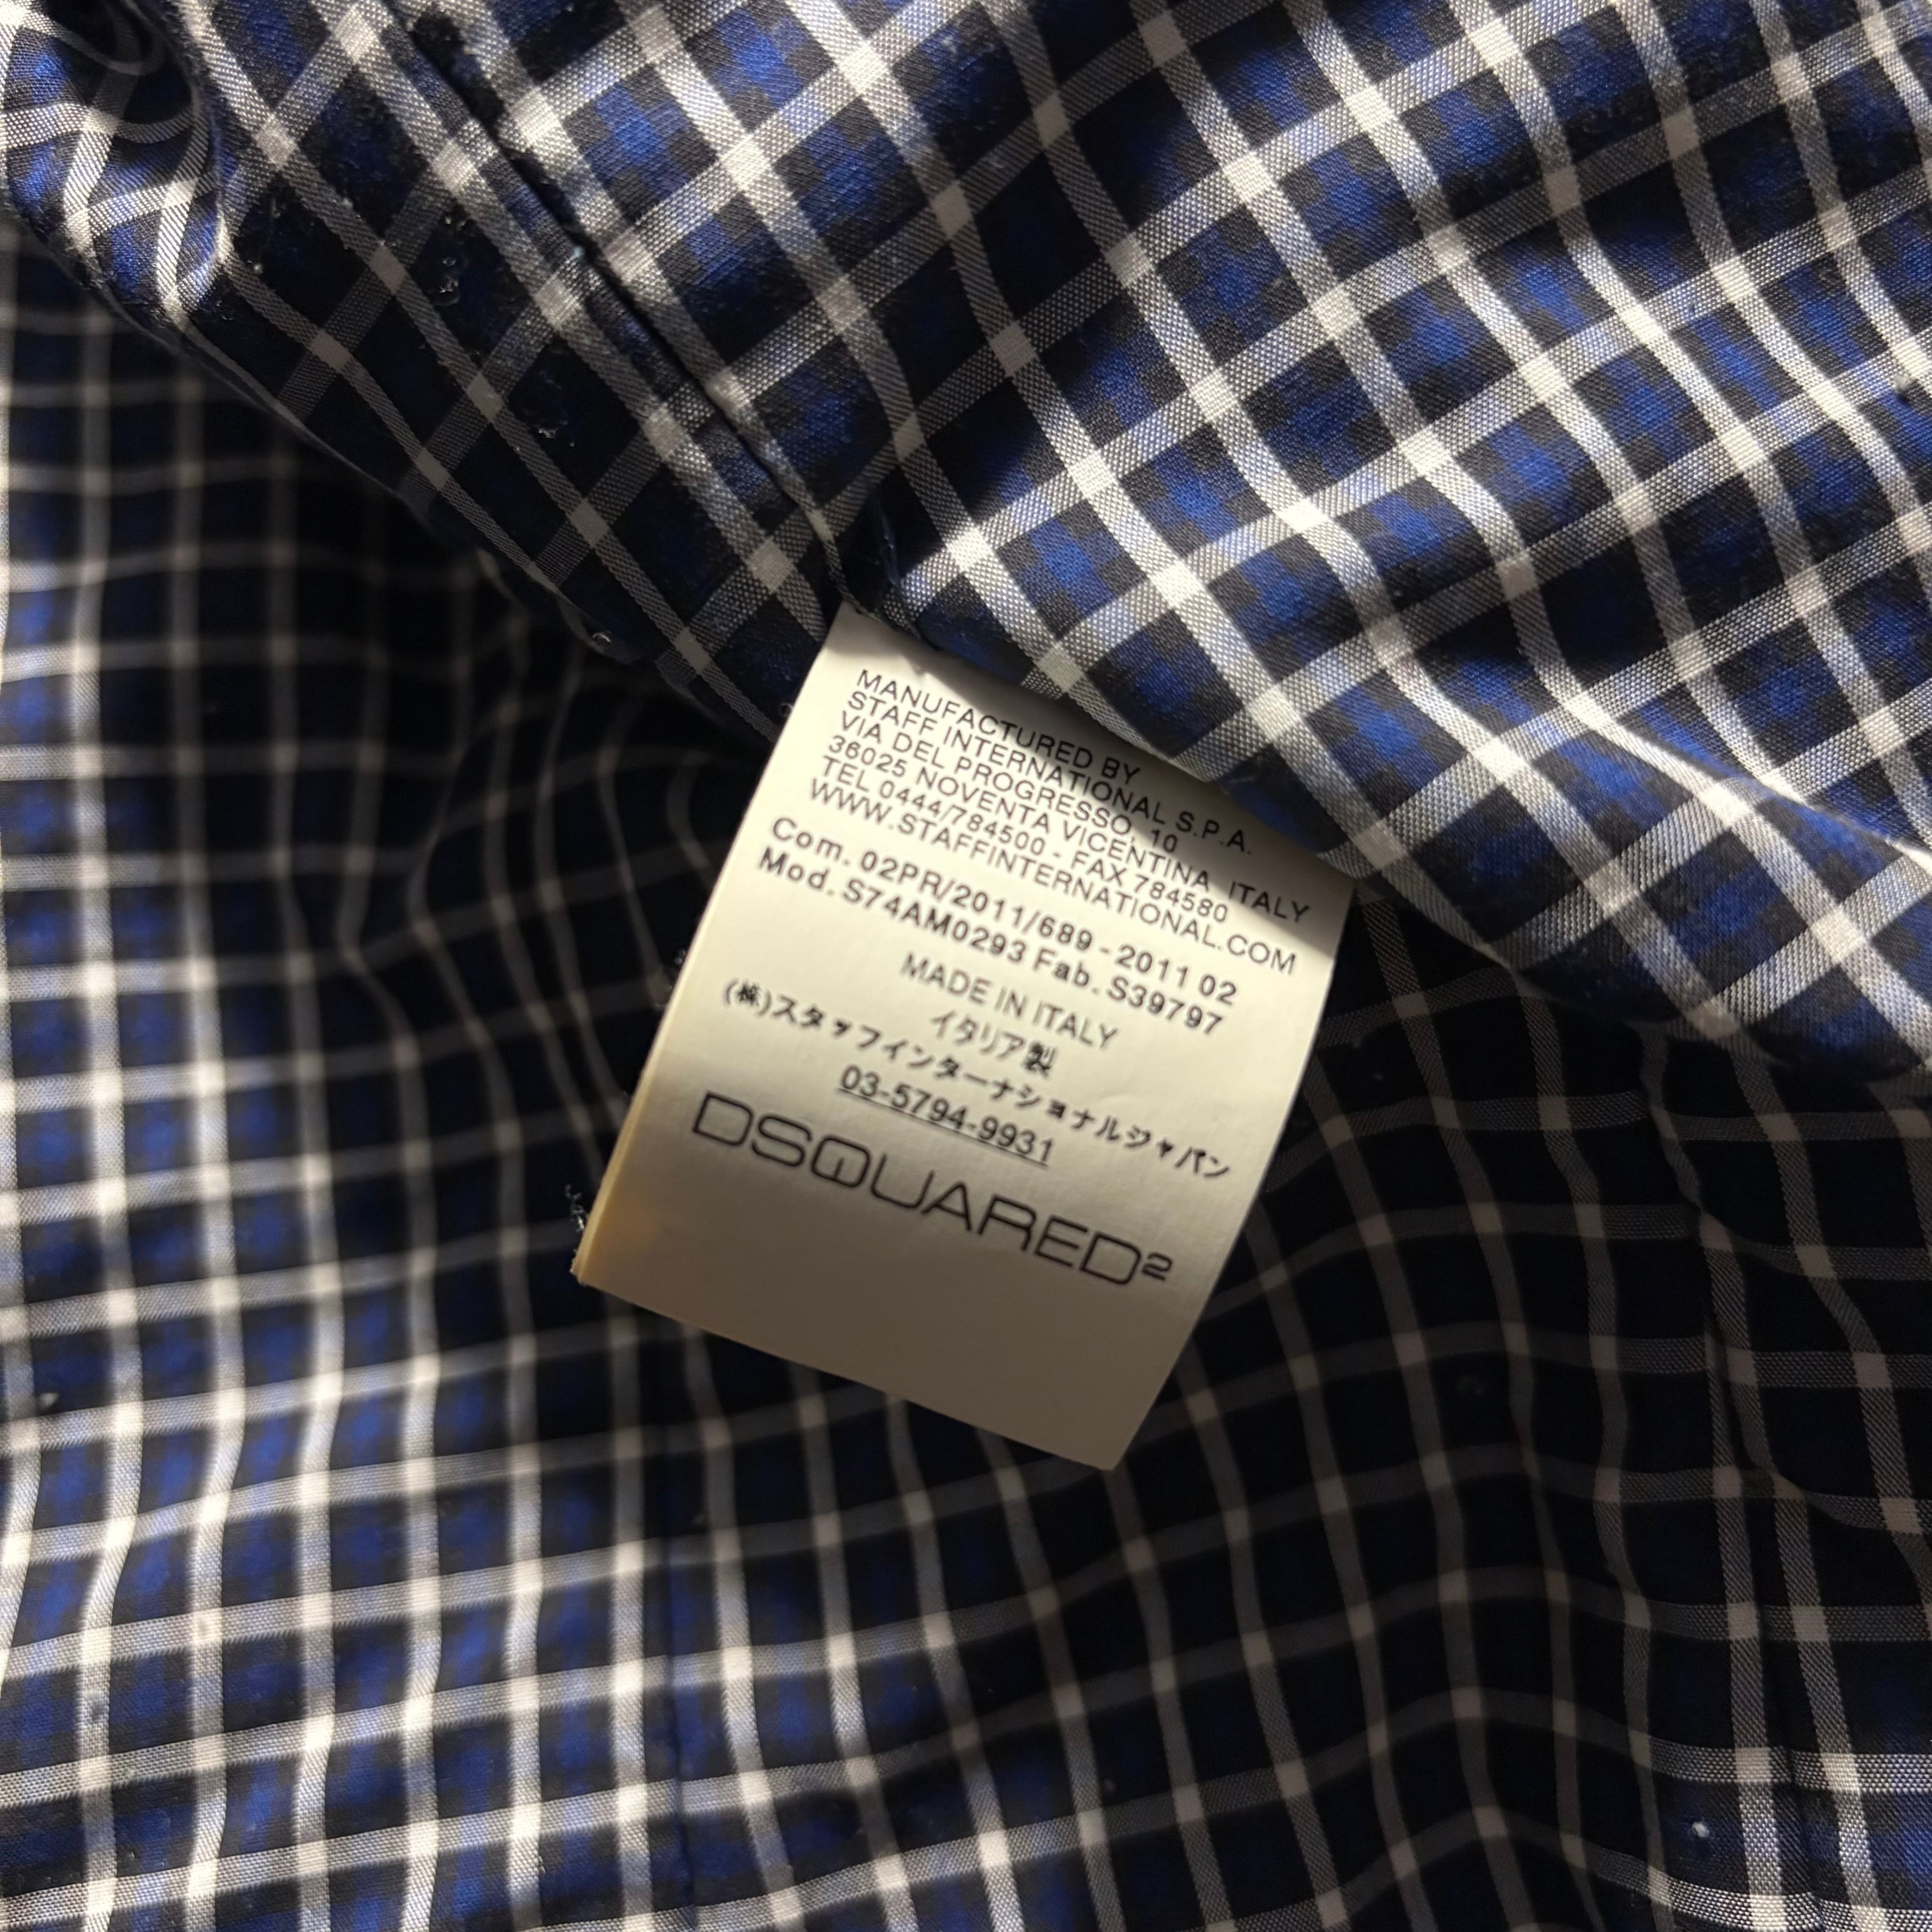 MANUFACTURED BY
STAFF INTERNATIONAL S.P.A.
VIA DEL PROGRESSO, 10
36025 NOVENTA VICENTINA, ITALY
TEL 0444/784500 - FAX 784580
WWW.STAFFINTERNATIONAL.COM
Com. 02PR/2011/689 - 2011 02
Mod. S74AM0293 Fab. S39797
MADE IN ITALY
イタリア製
(株)スタッフインターナショナルジャパン
03-5794-9931
DSQUARED²